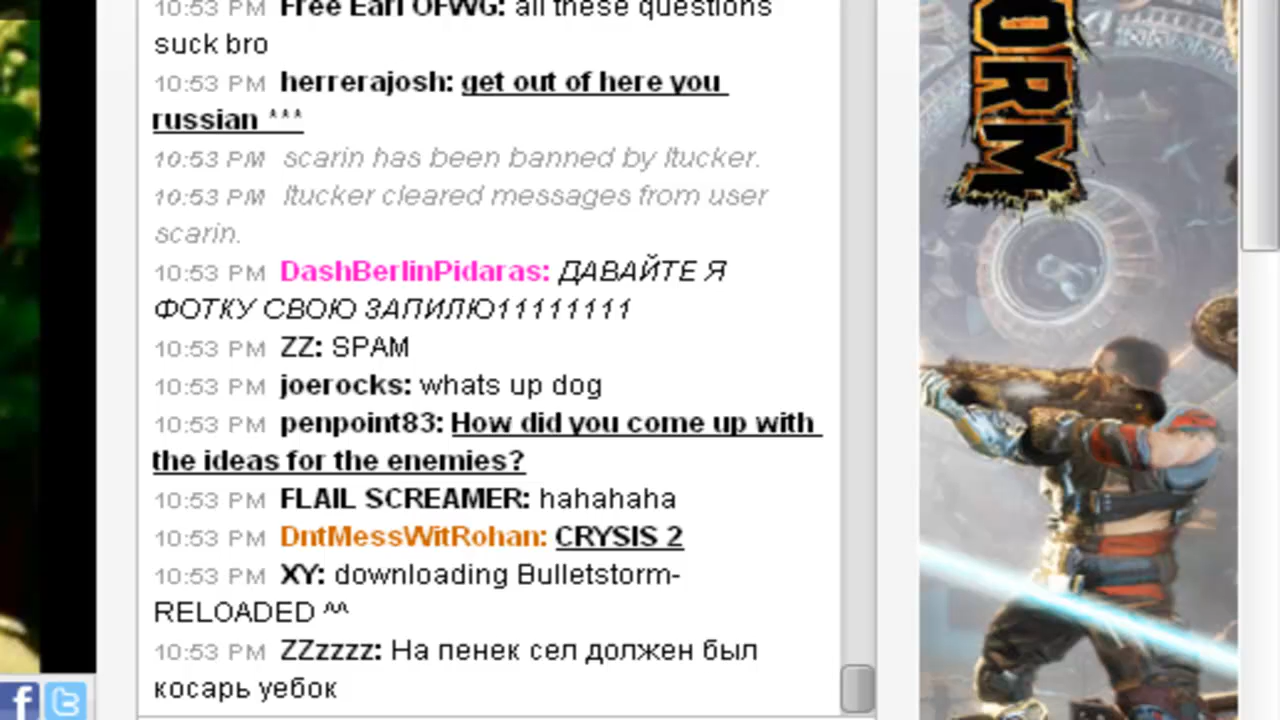 10:53 PM Free Earl OFWG: all these questions
suck bro
10:53 PM herrerajosh: get out of here you
russian ***
10:53 PM scarin has been banned by ltucker.
10:53 PM ltucker cleared messages from user
scarin.
10:53 PM DashBerlinPidaras: ДАВАЙТЕ Я
ФОТКУ СВОЮ ЗАПИЛЮ11111111
10:53 PM ZZ: SPAM
10:53 PM joerocks: whats up dog
10:53 PM penpoint83: How did you come up with
the ideas for the enemies?
10:53 PM FLAIL SCREAMER: hahahaha
10:53 PM DntMessWitRohan: CRYSIS 2
10:53 PM XY: downloading Bulletstorm-
RELOADED ^^
10:53 PM ZZzzzz: На пенек сел должен был
косарь уебок
ORM